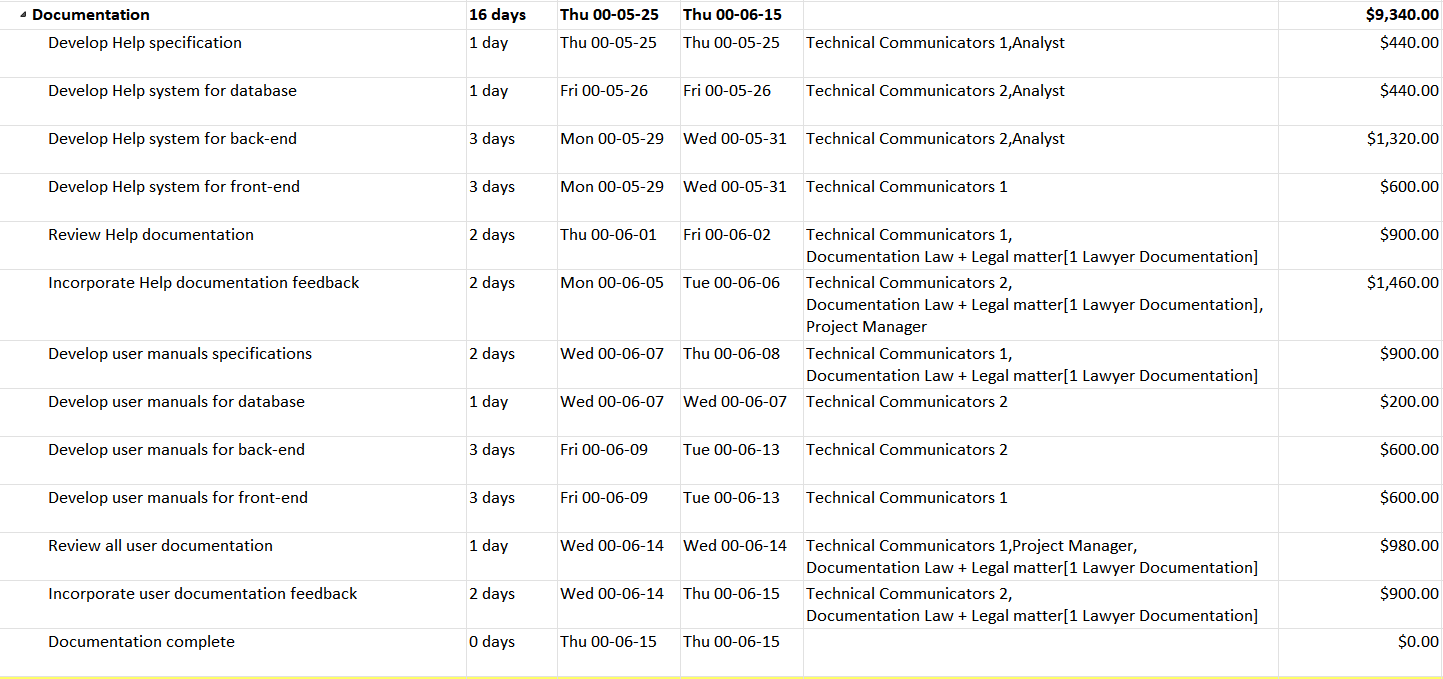 Documentation 16 days Thu 00-05-25 Thu 00-06-15 $9,340.00
Develop Help specification 1 day Thu 00-05-25 Thu 00-05-25 Technical Communicators 1,Analyst $440.00
Develop Help system for database 1 day Fri 00-05-26 Fri 00-05-26 Technical Communicators 2,Analyst $440.00
Develop Help system for back-end 3 days Mon 00-05-29 Wed 00-05-31 Technical Communicators 2,Analyst $1,320.00
Develop Help system for front-end 3 days Mon 00-05-29 Wed 00-05-31 Technical Communicators 1 $600.00
Review Help documentation 2 days Thu 00-06-01 Fri 00-06-02 Technical Communicators 1, $900.00
Documentation Law + Legal matter[1 Lawyer Documentation]
Incorporate Help documentation feedback 2 days Mon 00-06-05 Tue 00-06-06 Technical Communicators 2, $1,460.00
Documentation Law + Legal matter[1 Lawyer Documentation],
Project Manager
Develop user manuals specifications 2 days Wed 00-06-07 Thu 00-06-08 Technical Communicators 1, $900.00
Documentation Law + Legal matter[1 Lawyer Documentation]
Develop user manuals for database 1 day Wed 00-06-07 Wed 00-06-07 Technical Communicators 2 $200.00
Develop user manuals for back-end 3 days Fri 00-06-09 Tue 00-06-13 Technical Communicators 2 $600.00
Develop user manuals for front-end 3 days Fri 00-06-09 Tue 00-06-13 Technical Communicators 1 $600.00
Review all user documentation 1 day Wed 00-06-14 Wed 00-06-14 Technical Communicators 1,Project Manager, $980.00
Documentation Law + Legal matter[1 Lawyer Documentation]
Incorporate user documentation feedback 2 days Wed 00-06-14 Thu 00-06-15 Technical Communicators 2, $900.00
Documentation Law + Legal matter[1 Lawyer Documentation]
Documentation complete 0 days Thu 00-06-15 Thu 00-06-15 $0.00